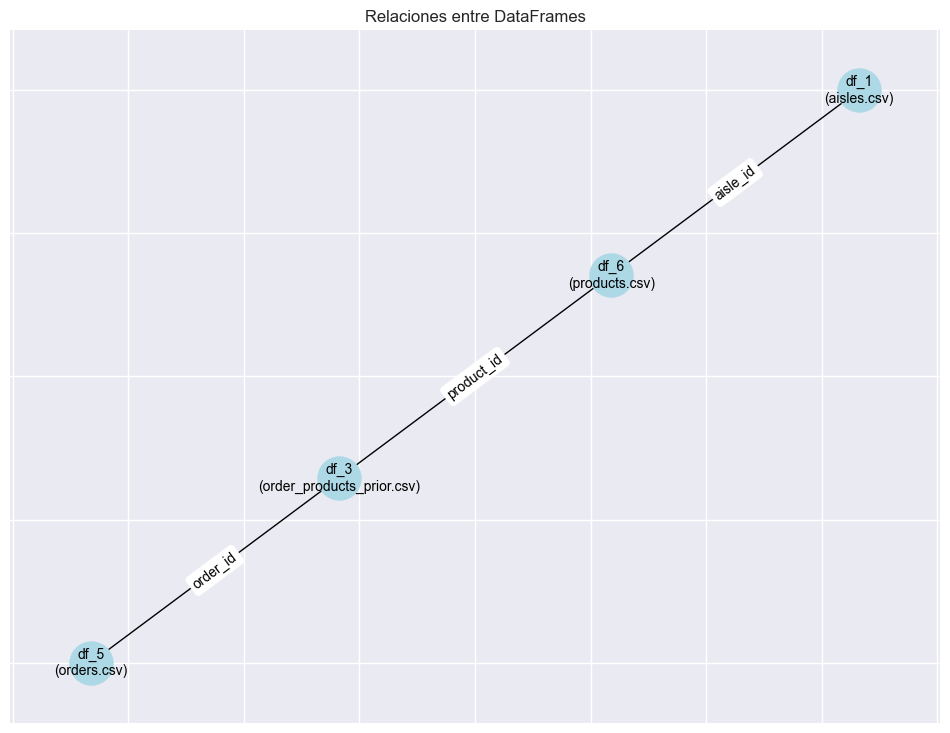 Relaciones entre DataFrames
df_1
(aisles.csv)
aisle_id
df_6
(products.csv)
product_id
df_3
(order_products_prior.csv)
order_id
df_5
(orders.csv)